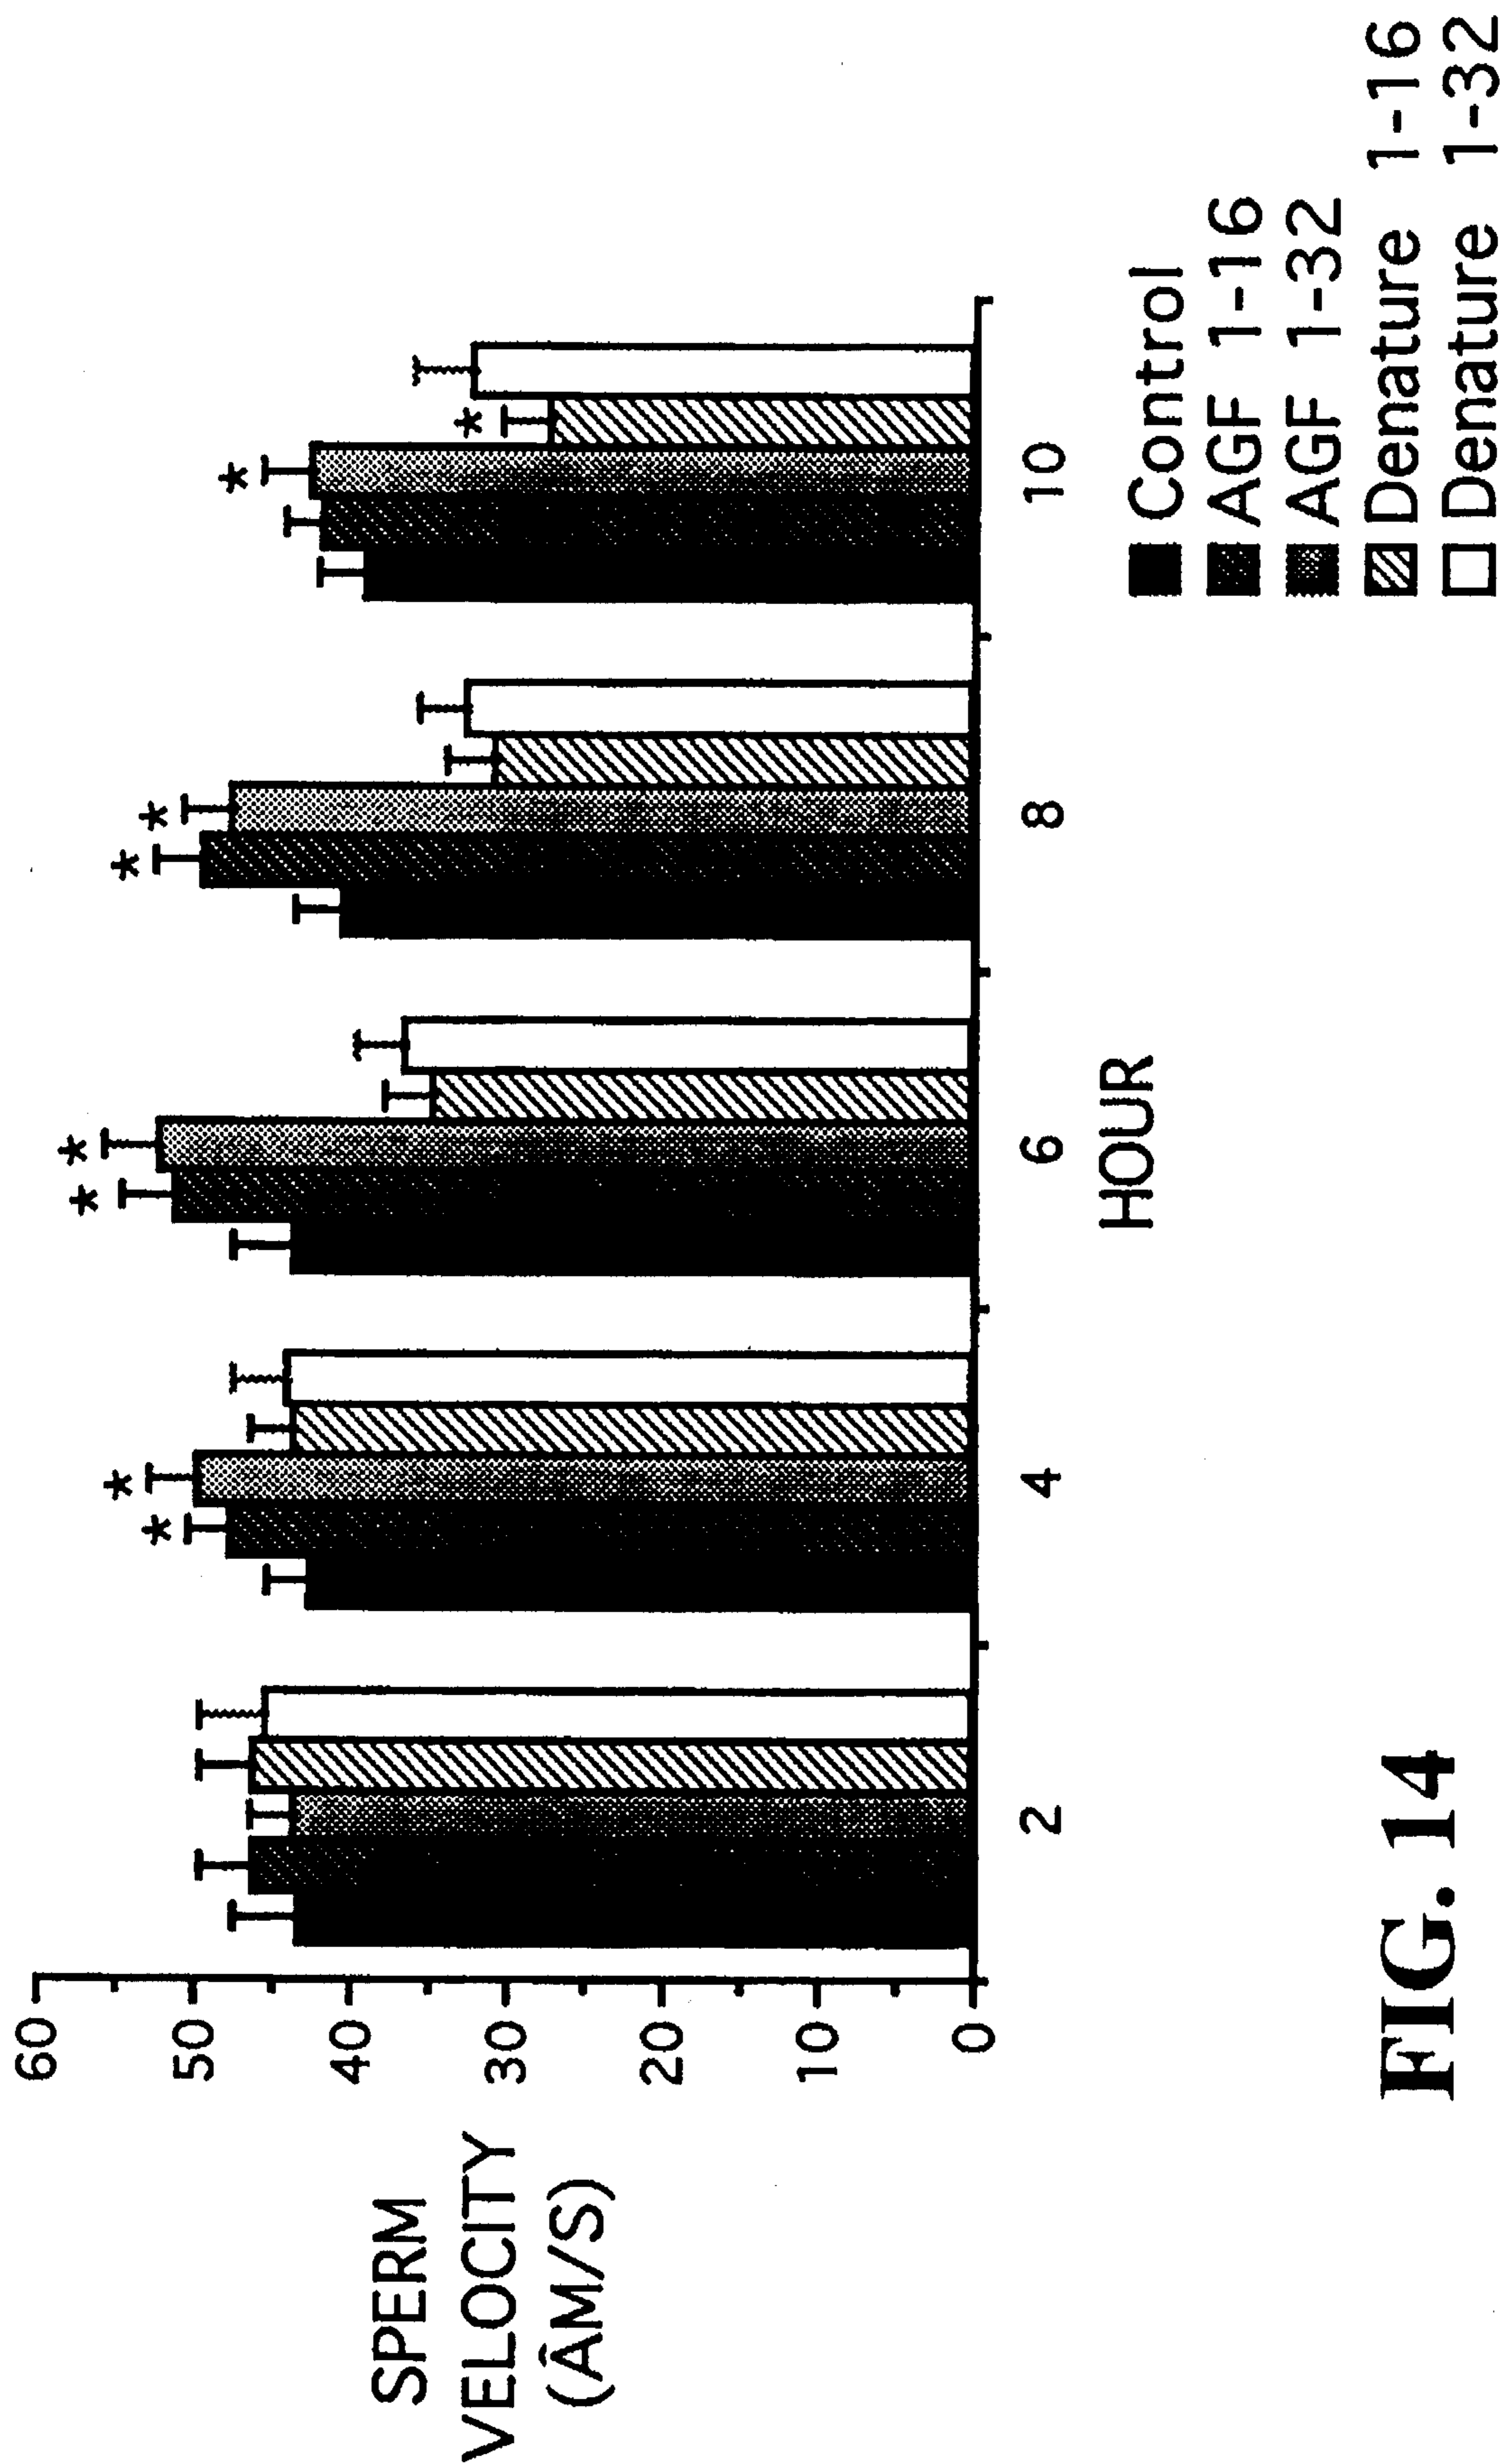 SPERM
VELOCITY
(ÂM/S)
60
50
40
30
20
10
0
* *
* *
* *
* *
2 4 6 8 10
HOUR
Control
AGF 1-16
AGF 1-32
Denature 1-16
Denature 1-32
FIG. 14